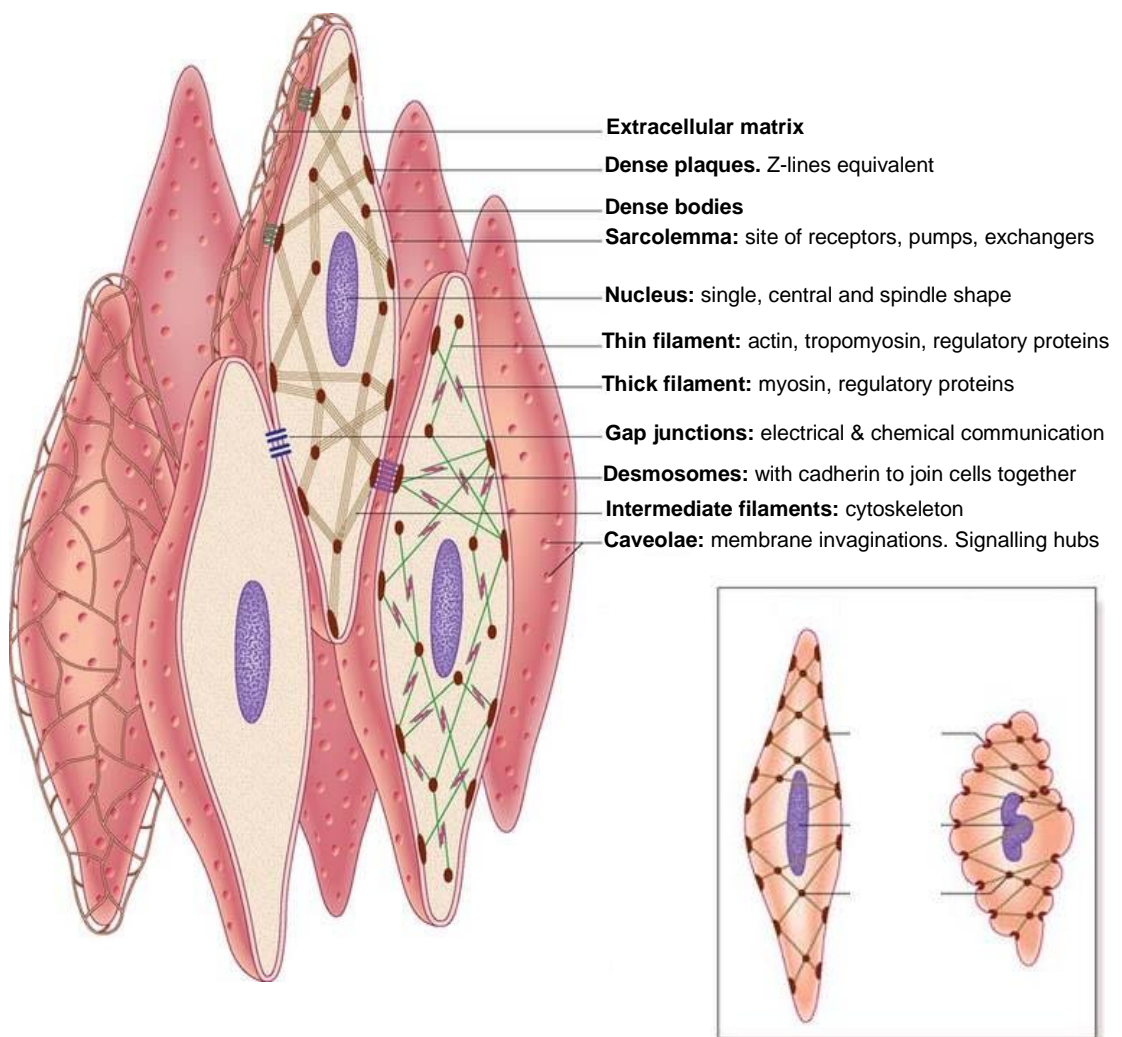 Extracellular matrix
Dense plaques. Z-lines equivalent
Dense bodies
Sarcolemma: site of receptors, pumps, exchangers
Nucleus: single, central and spindle shape
Thin filament: actin, tropomyosin, regulatory proteins
Thick filament: myosin, regulatory proteins
Gap junctions: electrical & chemical communication
Desmosomes: with cadherin to join cells together
Intermediate filaments: cytoskeleton
Caveolae: membrane invaginations. Signalling hubs